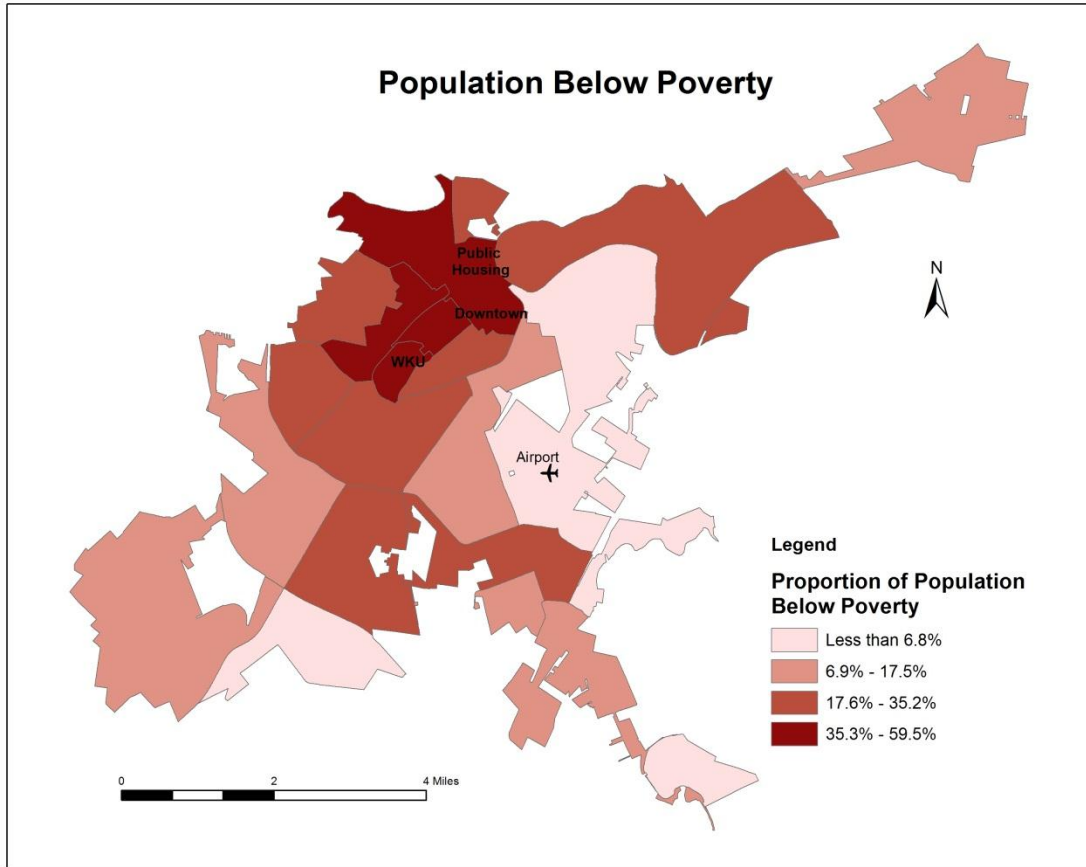 Population Below Poverty
N
Public
Housing
Downtown
WKU
Airport
Legend
Proportion of Population
Below Poverty
Less than 6.8%
6.9% - 17.5%
17.6% - 35.2%
35.3% - 59.5%
0 2 4 Miles